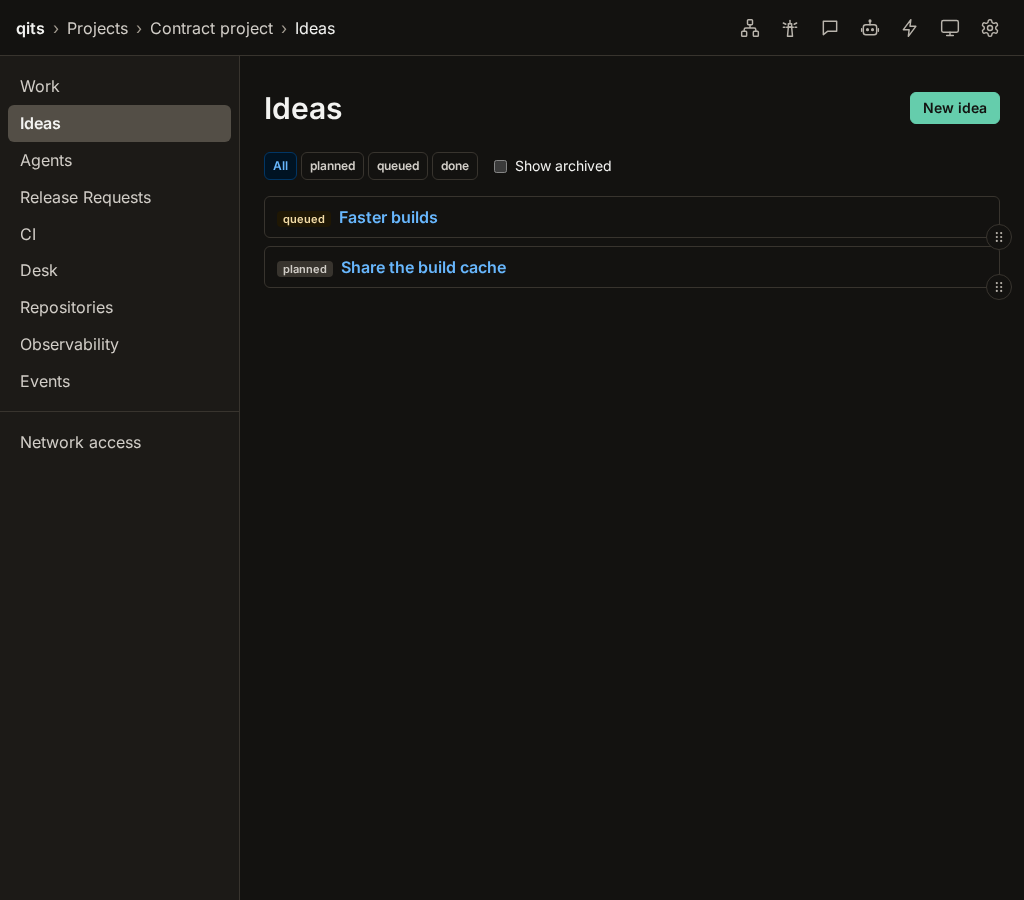 qits › Projects › Contract project › Ideas
Work
Ideas
Agents
Release Requests
CI
Desk
Repositories
Observability
Events
Network access
Ideas
New idea
All planned queued done Show archived
queued Faster builds
planned Share the build cache